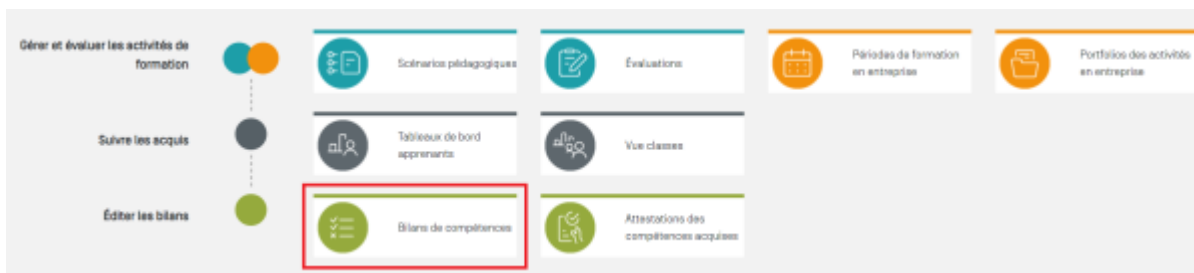 Gérer et évaluer les activités de
formation
Scénarios pédagogiques
Évaluations
Périodes de formation
en entreprise
Portfolios des activités
en entreprise
Suivre les acquis
Tableaux de bord
apprenants
Vue classes
Éditer les bilans
Bilans de compétences
Attestations des
compétences acquises